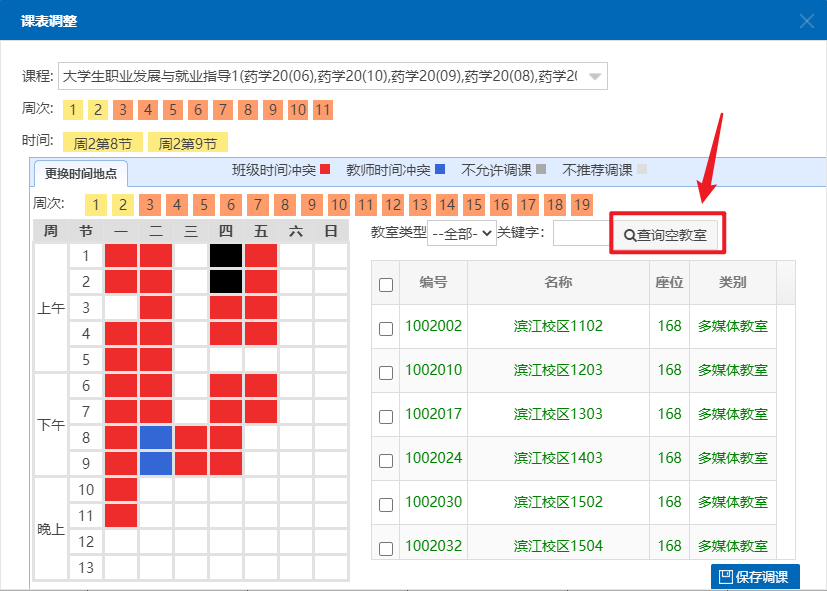 课表调整
课程: 大学生职业发展与就业指导1(药学20(06),药学20(10),药学20(09),药学20(08),药学20
周次: 1 2 3 4 5 6 7 8 9 10 11
时间: 周2第8节 周2第9节
更换时间地点 班级时间冲突 教师时间冲突 不允许调课 不推荐调课
周次: 1 2 3 4 5 6 7 8 9 10 11 12 13 14 15 16 17 18 19
周 节 一 二 三 四 五 六 日
上午
1
2
3
4
5
下午
6
7
8
9
晚上
10
11
12
13
教室类型 --全部- 关键字: 查询空教室
编号 名称 座位 类别
1002002 滨江校区1102 168 多媒体教室
1002010 滨江校区1203 168 多媒体教室
1002017 滨江校区1303 168 多媒体教室
1002024 滨江校区1403 168 多媒体教室
1002030 滨江校区1502 168 多媒体教室
1002032 滨江校区1504 168 多媒体教室
保存调课